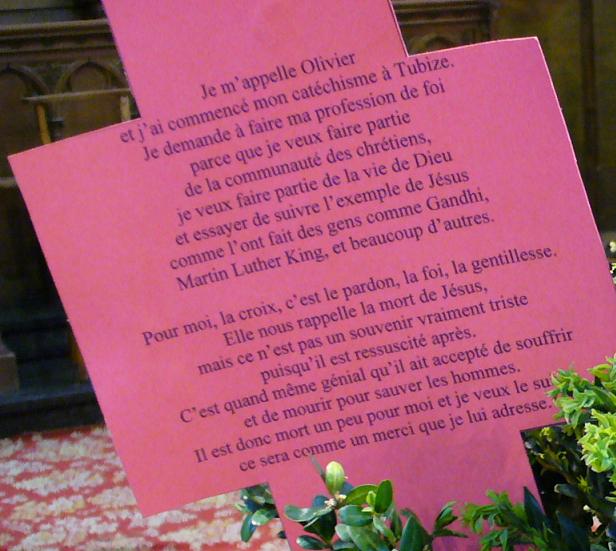 Je m'appelle Olivier
et j'ai commencé mon catéchisme à Tubize.
Je demande à faire ma profession de foi
parce que je veux faire partie
de la communauté des chrétiens,
je veux faire partie de la vie de Dieu
et essayer de suivre l'exemple de Jésus
comme l'ont fait des gens comme Gandhi,
Martin Luther King, et beaucoup d'autres.
Pour moi, la croix, c'est le pardon, la foi, la gentillesse.
Elle nous rappelle la mort de Jésus,
mais ce n'est pas un souvenir vraiment triste
puisqu'il est ressuscité après.
C'est quand même génial qu'il ait accepté de souffrir
et de mourir pour sauver les hommes.
Il est donc mort un peu pour moi et je veux le
ce sera comme un merci que je lui adresse.